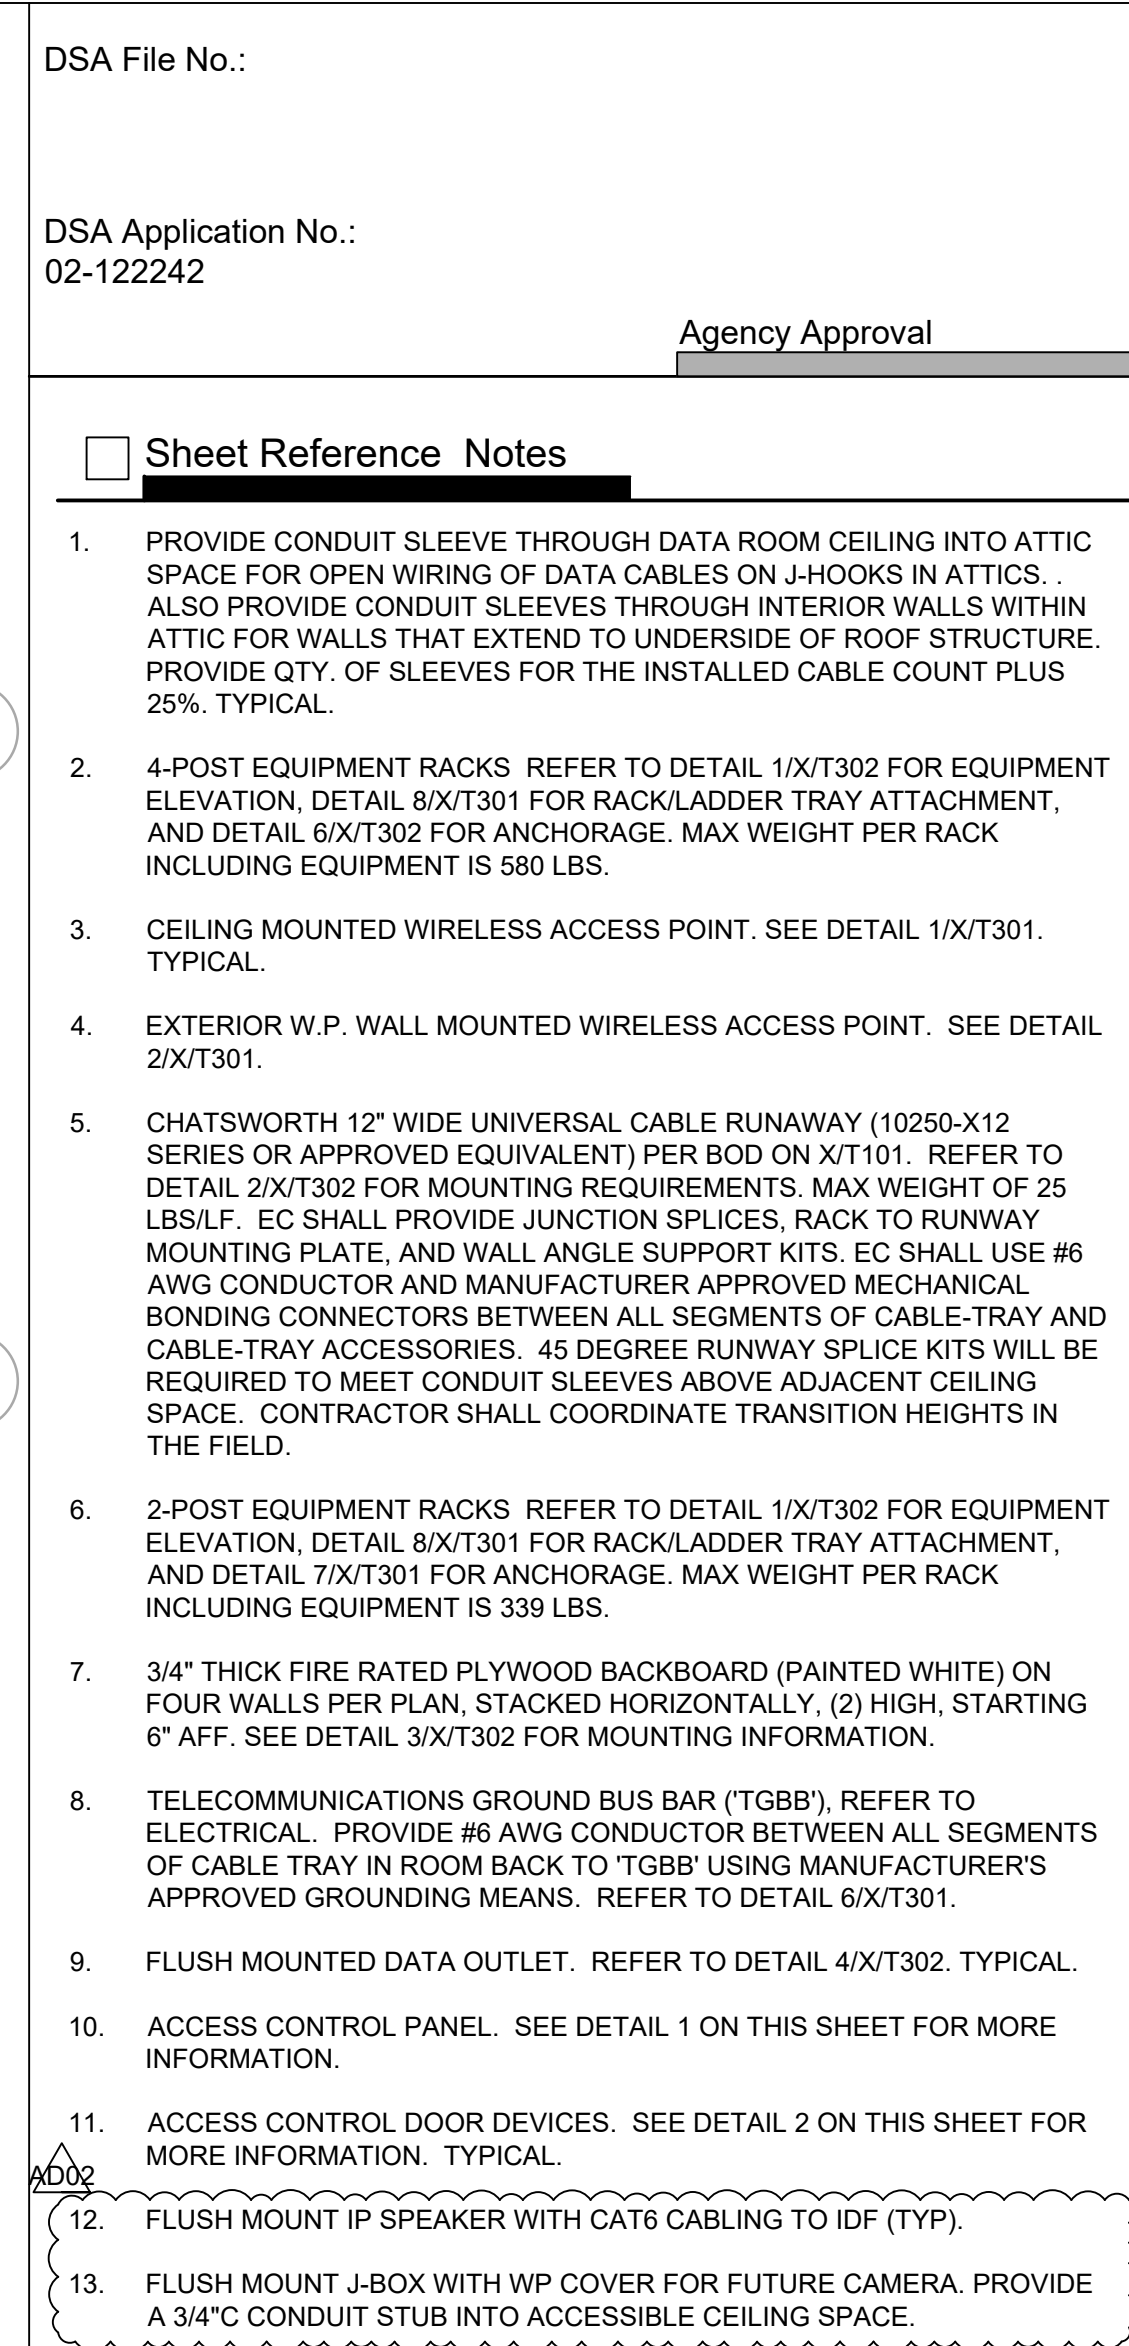 DSA File No.:
DSA Application No.:
02-122242
Agency Approval
Sheet Reference  Notes
1. PROVIDE CONDUIT SLEEVE THROUGH DATA ROOM CEILING INTO ATTIC
SPACE FOR OPEN WIRING OF DATA CABLES ON J-HOOKS IN ATTICS. .
ALSO PROVIDE CONDUIT SLEEVES THROUGH INTERIOR WALLS WITHIN
ATTIC FOR WALLS THAT EXTEND TO UNDERSIDE OF ROOF STRUCTURE.
PROVIDE QTY. OF SLEEVES FOR THE INSTALLED CABLE COUNT PLUS
25%. TYPICAL.
2. 4-POST EQUIPMENT RACKS  REFER TO DETAIL 1/X/T302 FOR EQUIPMENT
ELEVATION, DETAIL 8/X/T301 FOR RACK/LADDER TRAY ATTACHMENT,
AND DETAIL 6/X/T302 FOR ANCHORAGE. MAX WEIGHT PER RACK
INCLUDING EQUIPMENT IS 580 LBS.
3. CEILING MOUNTED WIRELESS ACCESS POINT. SEE DETAIL 1/X/T301.
TYPICAL.
4. EXTERIOR W.P. WALL MOUNTED WIRELESS ACCESS POINT.  SEE DETAIL
2/X/T301.
5. CHATSWORTH 12" WIDE UNIVERSAL CABLE RUNAWAY (10250-X12
SERIES OR APPROVED EQUIVALENT) PER BOD ON X/T101.  REFER TO
DETAIL 2/X/T302 FOR MOUNTING REQUIREMENTS. MAX WEIGHT OF 25
LBS/LF.  EC SHALL PROVIDE JUNCTION SPLICES, RACK TO RUNWAY
MOUNTING PLATE, AND WALL ANGLE SUPPORT KITS. EC SHALL USE #6
AWG CONDUCTOR AND MANUFACTURER APPROVED MECHANICAL
BONDING CONNECTORS BETWEEN ALL SEGMENTS OF CABLE-TRAY AND
CABLE-TRAY ACCESSORIES.  45 DEGREE RUNWAY SPLICE KITS WILL BE
REQUIRED TO MEET CONDUIT SLEEVES ABOVE ADJACENT CEILING
SPACE.  CONTRACTOR SHALL COORDINATE TRANSITION HEIGHTS IN
THE FIELD.
6. 2-POST EQUIPMENT RACKS  REFER TO DETAIL 1/X/T302 FOR EQUIPMENT
ELEVATION, DETAIL 8/X/T301 FOR RACK/LADDER TRAY ATTACHMENT,
AND DETAIL 7/X/T301 FOR ANCHORAGE. MAX WEIGHT PER RACK
INCLUDING EQUIPMENT IS 339 LBS.
7. 3/4" THICK FIRE RATED PLYWOOD BACKBOARD (PAINTED WHITE) ON
FOUR WALLS PER PLAN, STACKED HORIZONTALLY, (2) HIGH, STARTING
6" AFF. SEE DETAIL 3/X/T302 FOR MOUNTING INFORMATION.
8. TELECOMMUNICATIONS GROUND BUS BAR ('TGBB'), REFER TO
ELECTRICAL.  PROVIDE #6 AWG CONDUCTOR BETWEEN ALL SEGMENTS
OF CABLE TRAY IN ROOM BACK TO 'TGBB' USING MANUFACTURER'S
APPROVED GROUNDING MEANS.  REFER TO DETAIL 6/X/T301.
9. FLUSH MOUNTED DATA OUTLET.  REFER TO DETAIL 4/X/T302. TYPICAL.
10. ACCESS CONTROL PANEL.  SEE DETAIL 1 ON THIS SHEET FOR MORE
INFORMATION.
11. ACCESS CONTROL DOOR DEVICES.  SEE DETAIL 2 ON THIS SHEET FOR
MORE INFORMATION.  TYPICAL.
AD02
12. FLUSH MOUNT IP SPEAKER WITH CAT6 CABLING TO IDF (TYP).
13. FLUSH MOUNT J-BOX WITH WP COVER FOR FUTURE CAMERA. PROVIDE
A 3/4"C CONDUIT STUB INTO ACCESSIBLE CEILING SPACE.